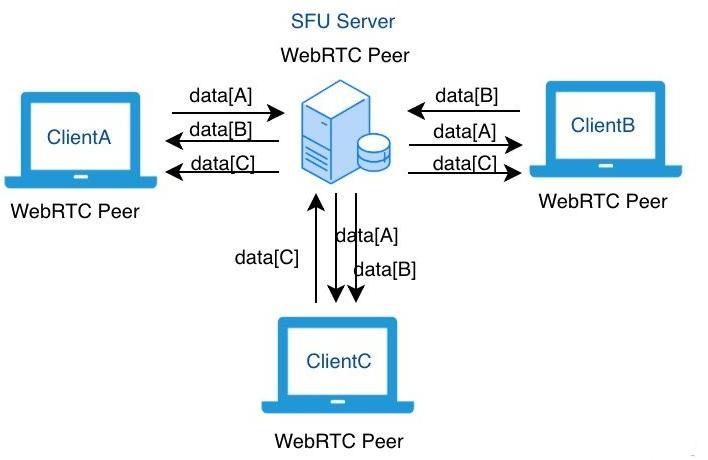 SFU Server
WebRTC Peer
data[A]
data[B]
data[C]
data[B]
data[A]
data[C]
ClientA
WebRTC Peer
ClientB
WebRTC Peer
data[C]
data[A]
data[B]
ClientC
WebRTC Peer